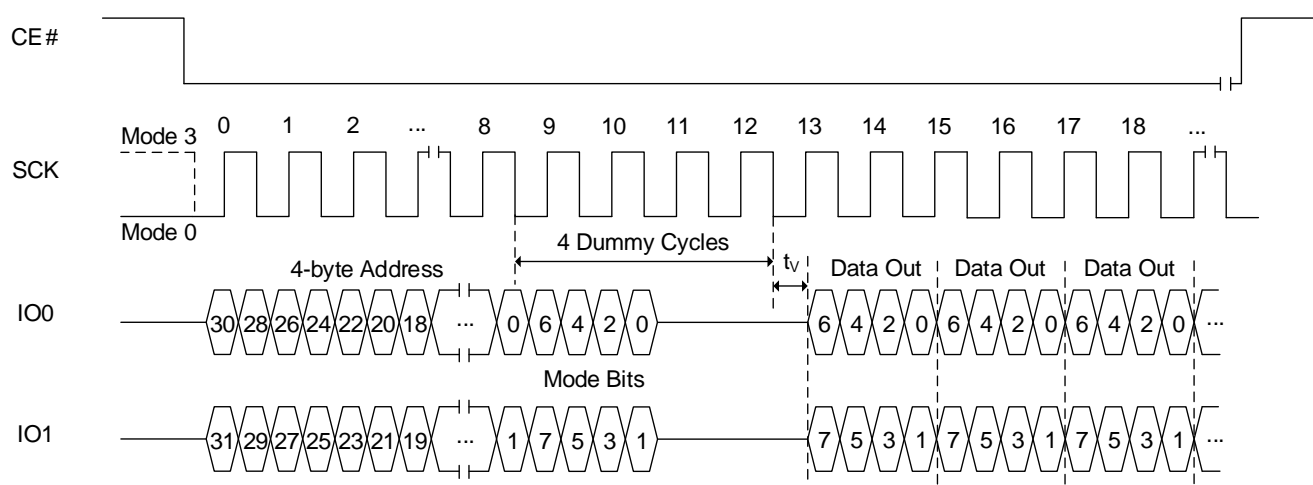 CE#
0 1 2 ... 8 9 10 11 12 13 14 15 16 17 18 ...
Mode 3
SCK
Mode 0
4 Dummy Cycles
4-byte Address
tV
Data Out Data Out Data Out
IO0
30 28 26 24 22 20 18 ... 0 6 4 2 0 6 4 2 0 6 4 2 0 6 4 2 0 ...
Mode Bits
IO1
31 29 27 25 23 21 19 ... 1 7 5 3 1 7 5 3 1 7 5 3 1 7 5 3 1 ...